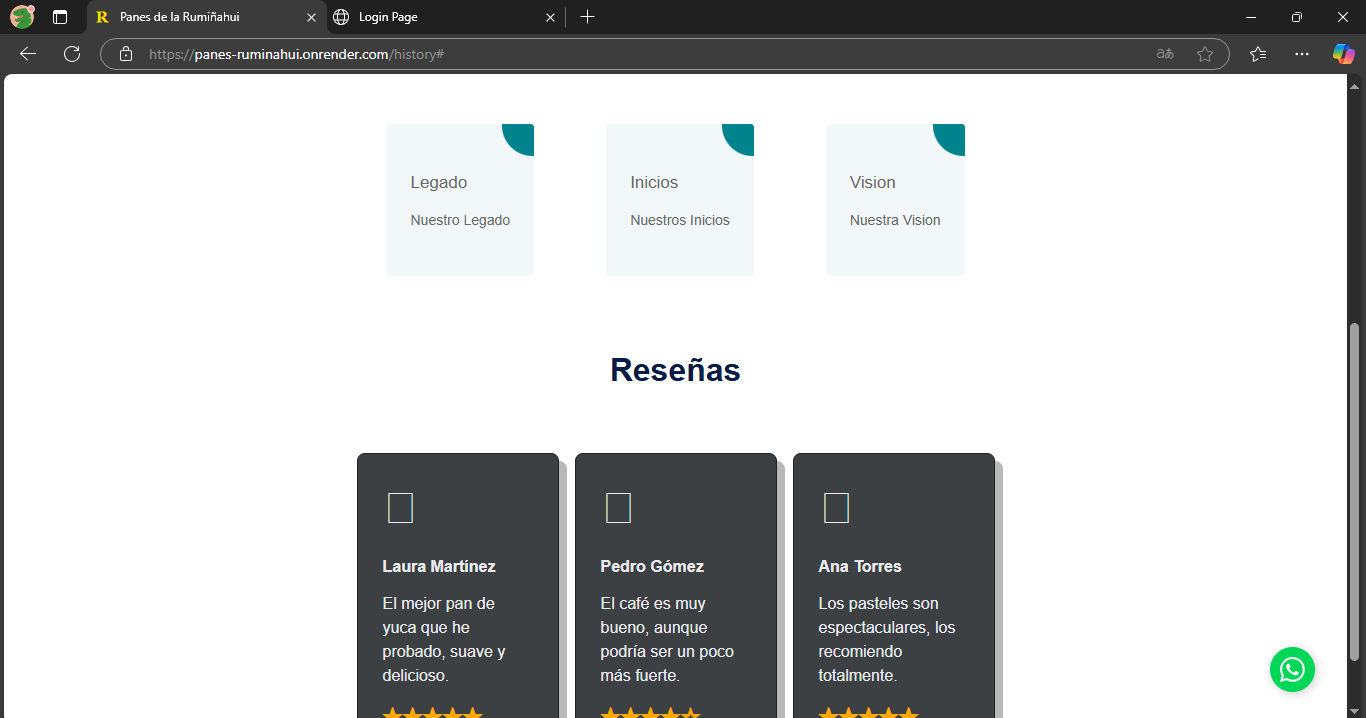 Panes de la Rumiñahui
Login Page
https://panes-ruminahui.onrender.com/history#
aあ
Legado
Nuestro Legado
Inicios
Nuestros Inicios
Vision
Nuestra Vision
Reseñas
Laura Martínez
El mejor pan de
yuca que he
probado, suave y
delicioso.
Pedro Gómez
El café es muy
bueno, aunque
podría ser un poco
más fuerte.
Ana Torres
Los pasteles son
espectaculares, los
recomiendo
totalmente.